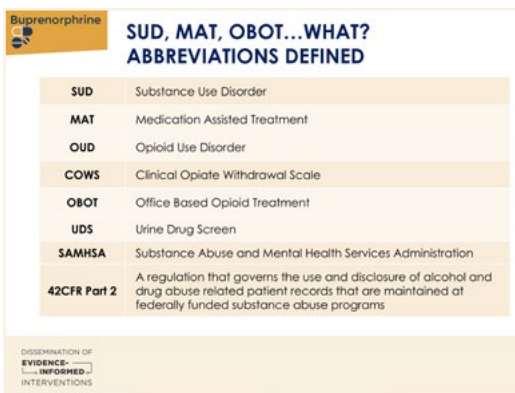 Buprenorphrine
SUD, MAT, OBOT...WHAT?
ABBREVIATIONS DEFINED
SUD Substance Use Disorder
MAT Medication Assisted Treatment
OUD Opioid Use Disorder
COWS Clinical Opiate Withdrawal Scale
OBOT Office Based Opioid Treatment
UDS Urine Drug Screen
SAMHSA Substance Abuse and Mental Health Services Administration
42CFR Part 2 A regulation that governs the use and disclosure of alcohol and
drug abuse related patient records that are maintained at
federally funded substance abuse programs
DISSEMINATION OF
EVIDENCE-
INFORMED
INTERVENTIONS